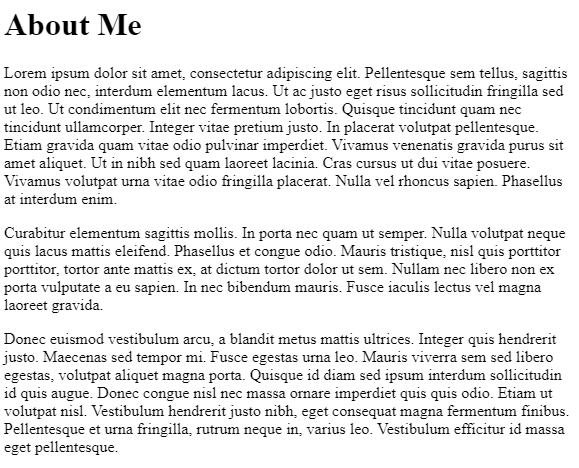 About Me
Lorem ipsum dolor sit amet, consectetur adipiscing elit. Pellentesque sem tellus, sagittis
non odio nec, interdum elementum lacus. Ut ac justo eget risus sollicitudin fringilla sed
ut leo. Ut condimentum elit nec fermentum lobortis. Quisque tincidunt quam nec
tincidunt ullamcorper. Integer vitae pretium justo. In placerat volutpat pellentesque.
Etiam gravida quam vitae odio pulvinar imperdiet. Vivamus venenatis gravida purus sit
amet aliquet. Ut in nibh sed quam laoreet lacinia. Cras cursus ut dui vitae posuere.
Vivamus volutpat urna vitae odio fringilla placerat. Nulla vel rhoncus sapien. Phasellus
at interdum enim.
Curabitur elementum sagittis mollis. In porta nec quam ut semper. Nulla volutpat neque
quis lacus mattis eleifend. Phasellus et congue odio. Mauris tristique, nisl quis porttitor
porttitor, tortor ante mattis ex, at dictum tortor dolor ut sem. Nullam nec libero non ex
porta vulputate a eu sapien. In nec bibendum mauris. Fusce iaculis lectus vel magna
laoreet gravida.
Donec euismod vestibulum arcu, a blandit metus mattis ultrices. Integer quis hendrerit
justo. Maecenas sed tempor mi. Fusce egestas urna leo. Mauris viverra sem sed libero
egestas, volutpat aliquet magna porta. Quisque id diam sed ipsum interdum sollicitudin
id quis augue. Donec congue nisl nec massa ornare imperdiet quis quis odio. Etiam ut
volutpat nisl. Vestibulum hendrerit justo nibh, eget consequat magna fermentum finibus.
Pellentesque et urna fringilla, rutrum neque in, varius leo. Vestibulum efficitur id massa
eget pellentesque.